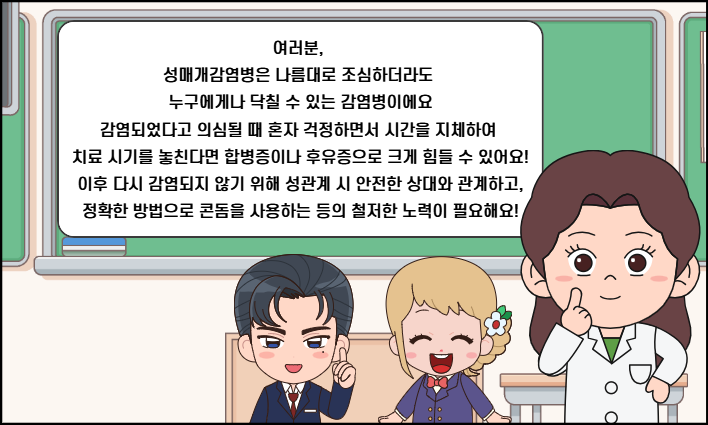 여러분,
성매개감염병은 나름대로 조심하더라도
누구에게나 닥칠 수 있는 감염병이에요
감염되었다고 의심될 때 혼자 걱정하면서 시간을 지체하여
치료 시기를 놓친다면 합병증이나 후유증으로 크게 힘들 수 있어요!
이후 다시 감염되지 않기 위해 성관계 시 안전한 상대와 관계하고,
정확한 방법으로 콘돔을 사용하는 등의 철저한 노력이 필요해요!